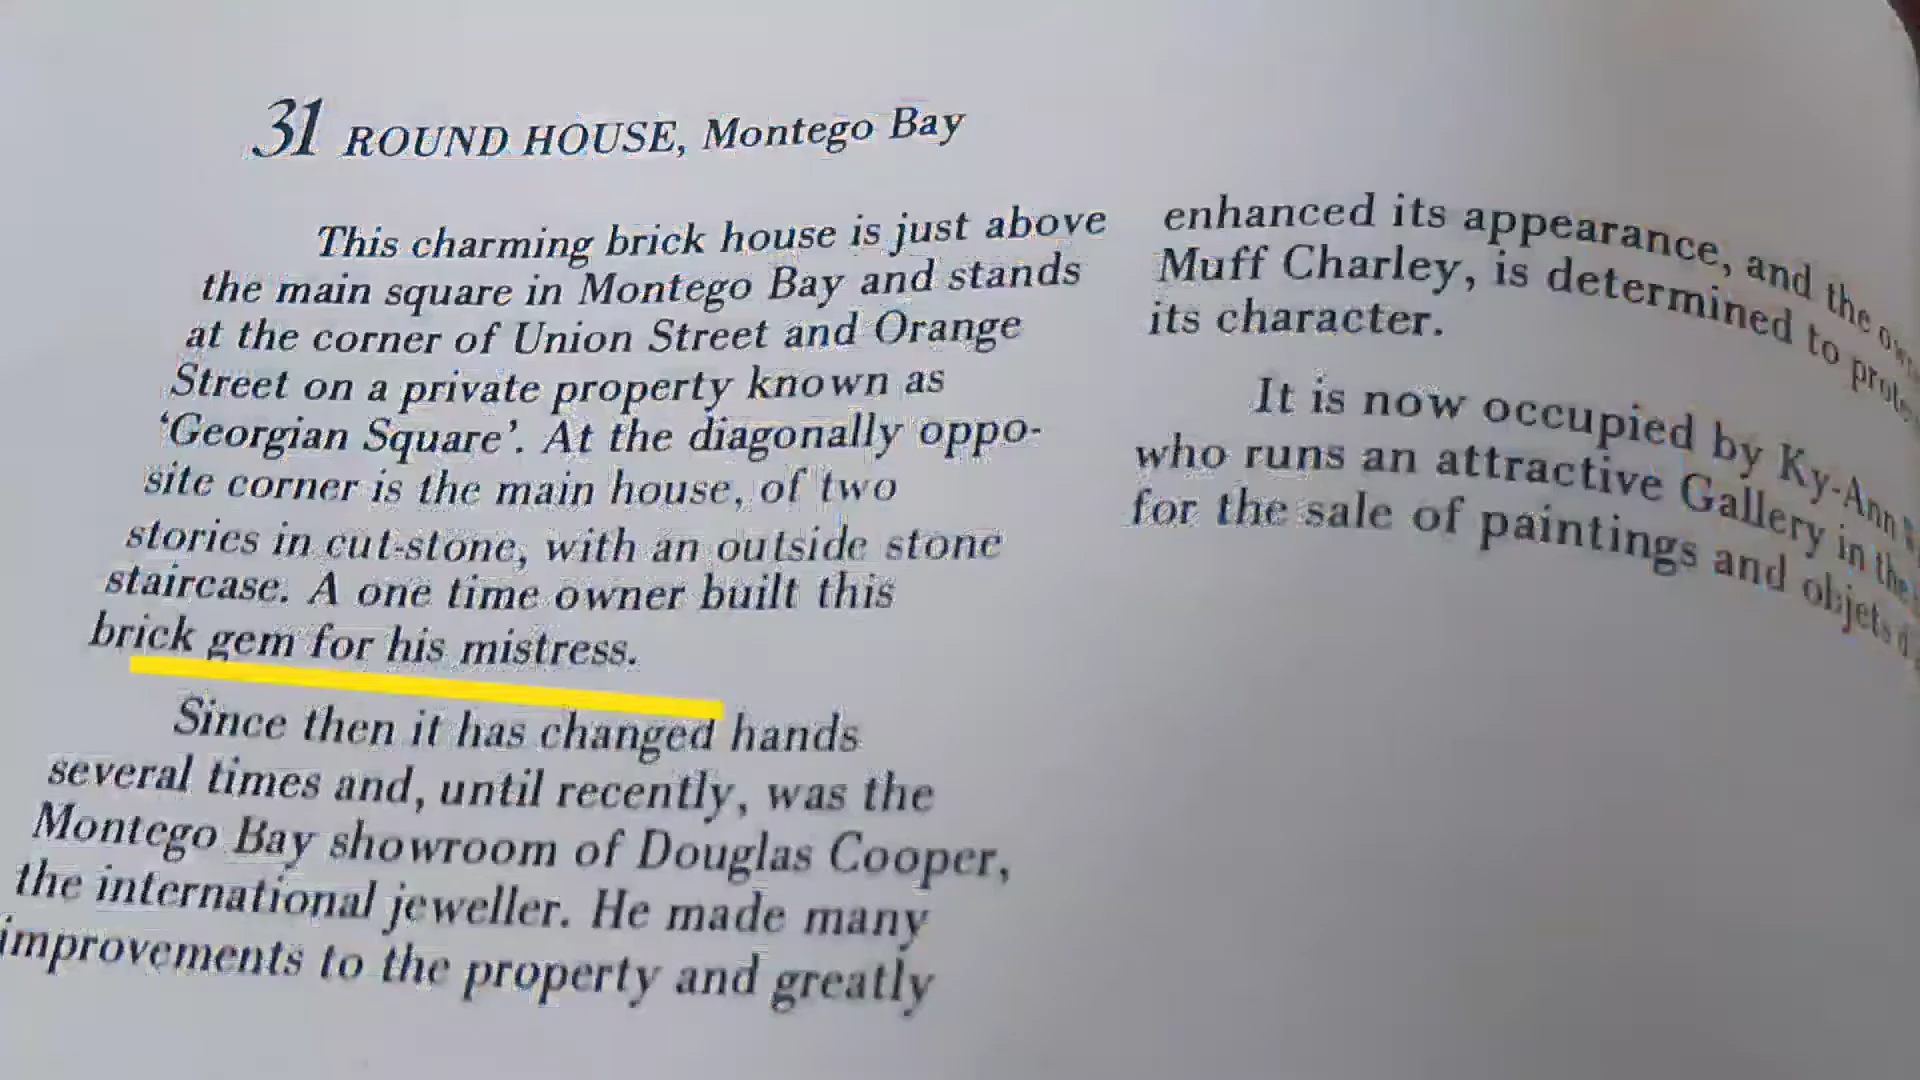 31 ROUND HOUSE, Montego Bay
This charming brick house is just above
the main square in Montego Bay and stands
at the corner of Union Street and Orange
Street on a private property known as
‘Georgian Square’. At the diagonally oppo-
site corner is the main house, of two
stories in cut-stone, with an outside stone
staircase. A one time owner built this
brick gem for his mistress.
Since then it has changed hands
several times and, until recently, was the
Montego Bay showroom of Douglas Cooper,
the international jeweller. He made many
improvements to the property and greatly
enhanced its appearance, and the
Muff Charley, is determined to
its character.
It is now occupied by Ky-Ann
who runs an attractive Gallery in the
for the sale of paintings and objets